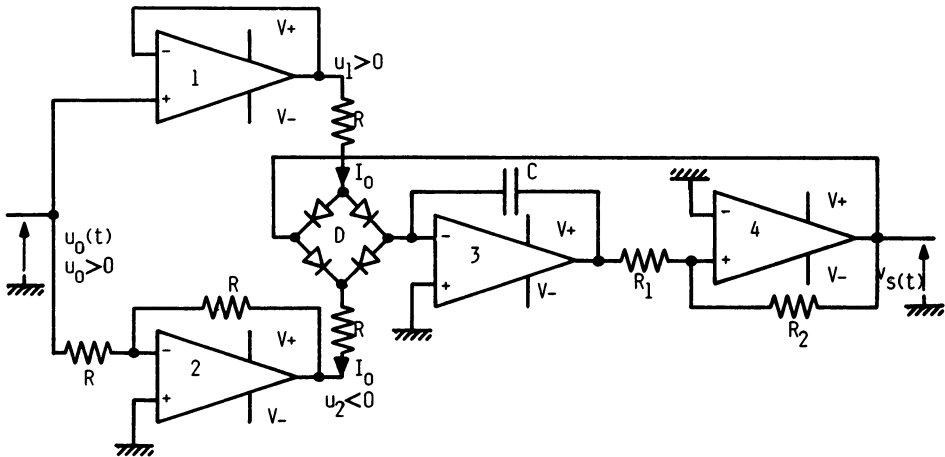 V+
1
V-
u1>0
R
I0
C
u0(t)
u0>0
D
3
V+
V-
R1
4
V+
V-
vs(t)
R2
R
R
2
V+
V-
R
I0
u2<0